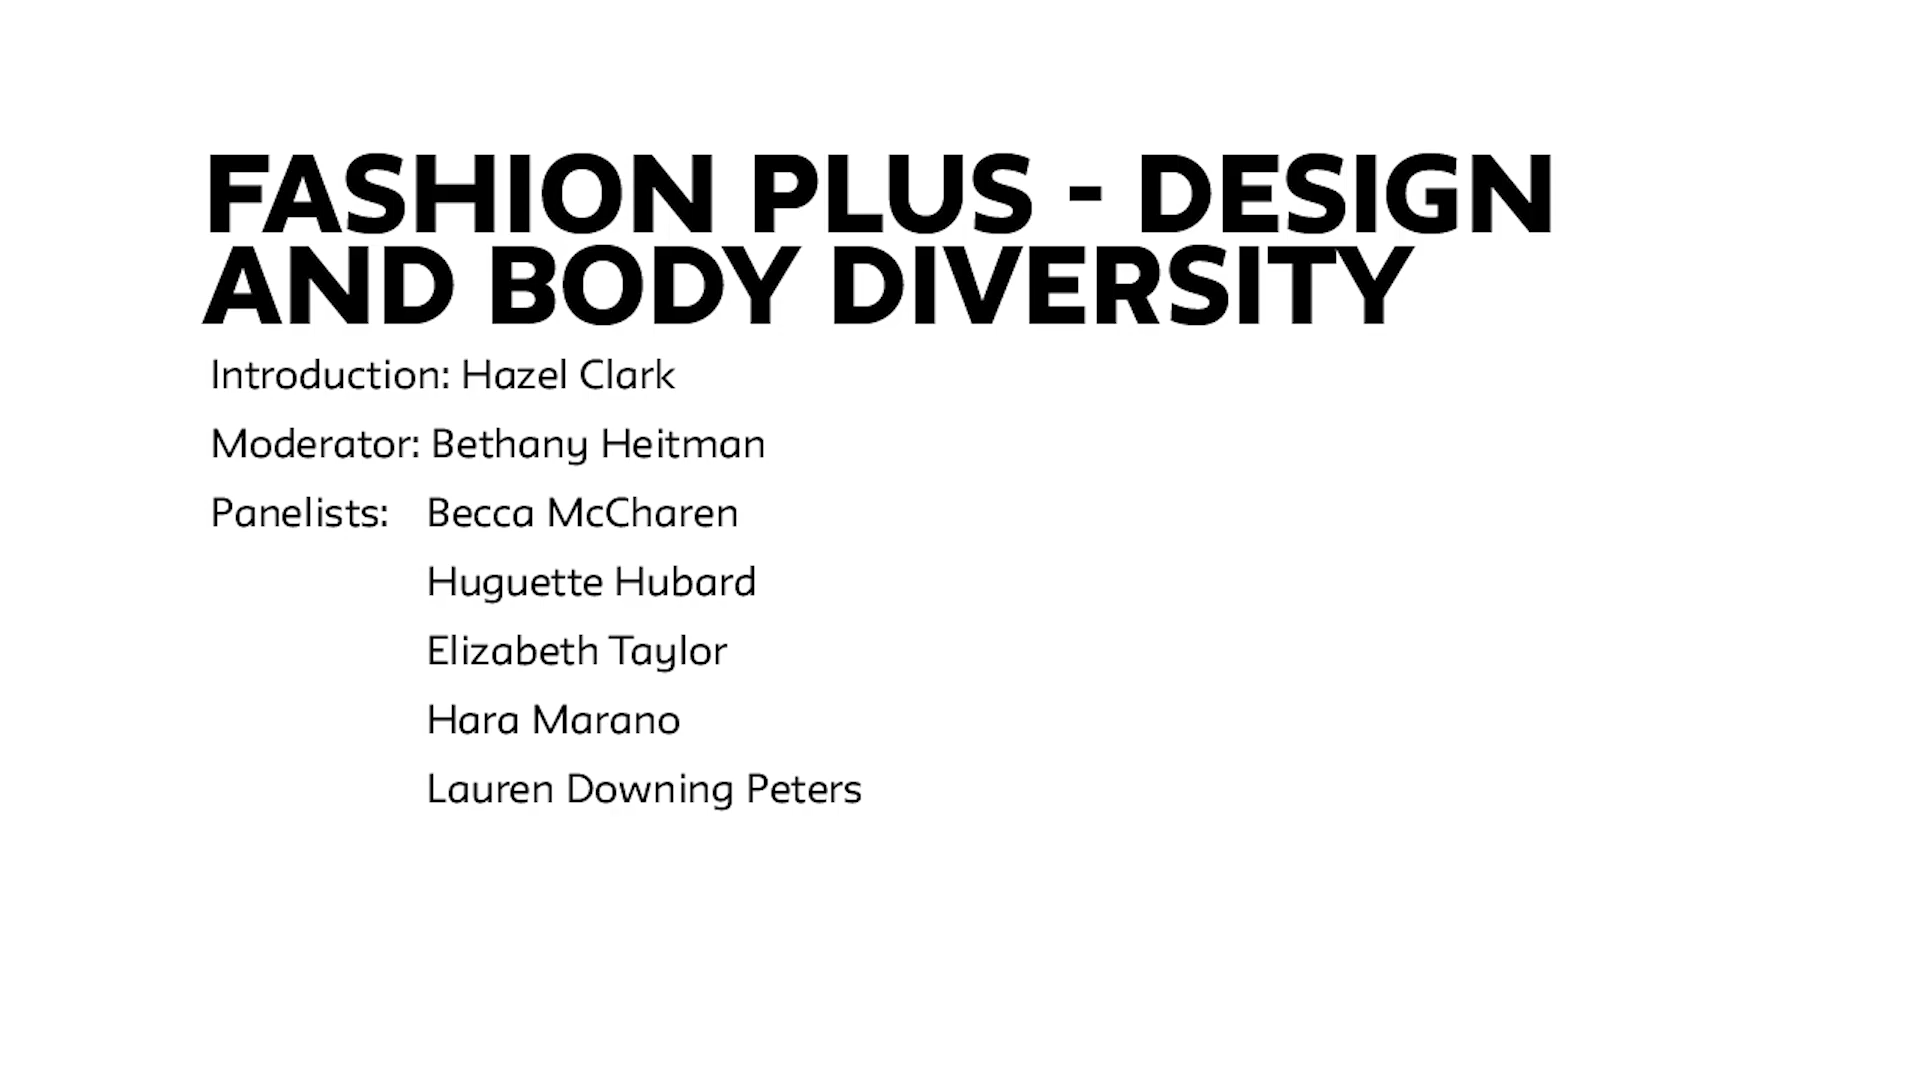 FASHION PLUS - DESIGN
AND BODY DIVERSITY
Introduction: Hazel Clark
Moderator: Bethany Heitman
Panelists: Becca McCharen
Huguette Hubard
Elizabeth Taylor
Hara Marano
Lauren Downing Peters